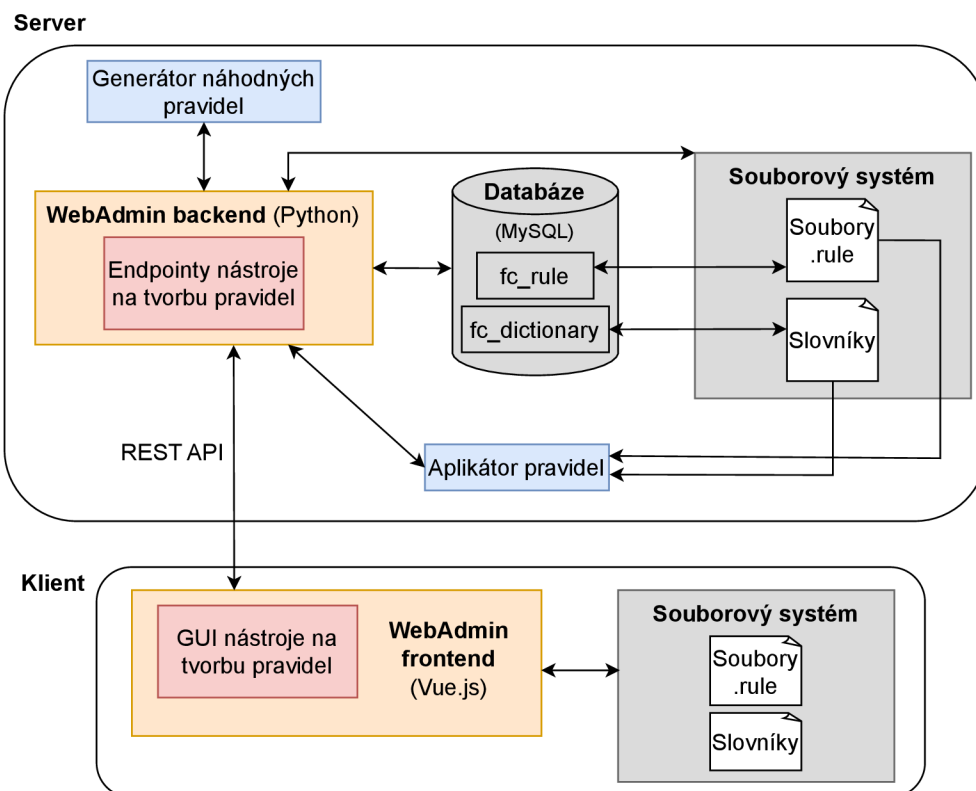 Server
Generátor náhodných
pravidel
WebAdmin backend (Python)
Endpointy nástroje
na tvorbu pravidel
Databáze
(MySQL)
fc_rule
fc_dictionary
Souborový systém
Soubory
.rule
Slovníky
REST API
Aplikátor pravidel
Klient
GUI nástroje na
tvorbu pravidel
WebAdmin
frontend
(Vue.js)
Souborový systém
Soubory
.rule
Slovníky